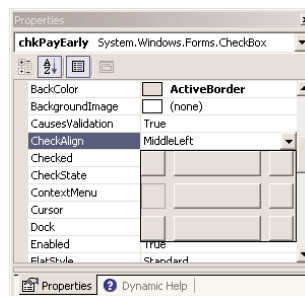 Properties
chkPayEarly System.Windows.Forms.CheckBox
BackColor ActiveBorder
BackgroundImage (none)
CausesValidation True
CheckAlign MiddleLeft
Checked
CheckState
ContextMenu
Cursor
Dock
Enabled True
FlatStyle Standard
Properties Dynamic Help